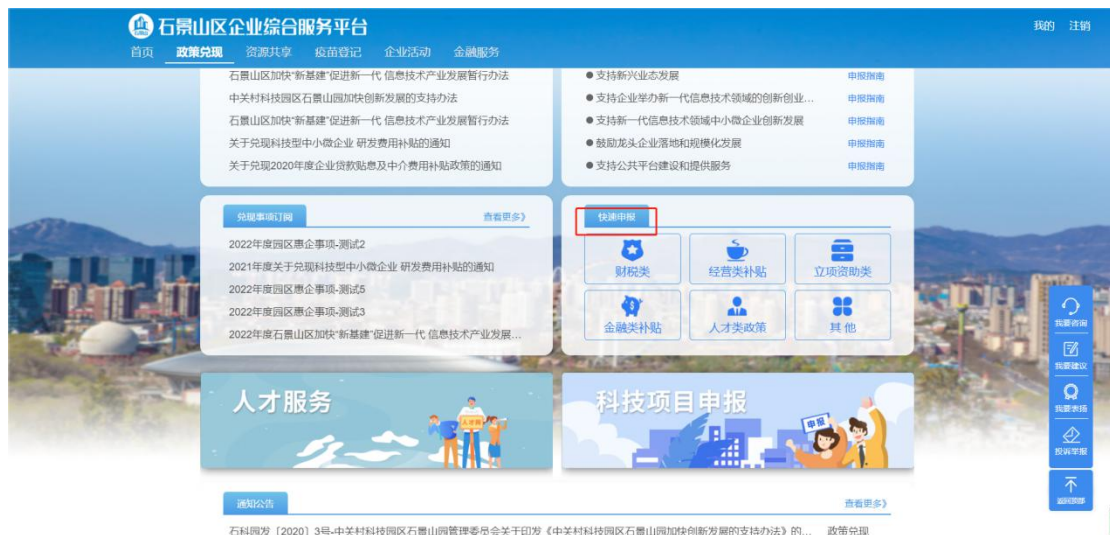 石景山区企业综合服务平台
我的 注销
首页 政策兑现 资源共享 疫苗登记 企业活动 金融服务
石景山区加快“新基建”促进新一代 信息技术产业发展暂行办法
中关村科技园区石景山园加快创新发展的支持办法
石景山区加快“新基建”促进新一代 信息技术产业发展暂行办法
关于兑现科技型中小微企业 研发费用补贴的通知
关于兑现2020年度企业贷款贴息及中介费用补贴政策的通知
●支持新兴业态发展 申报指南
●支持企业举办新一代信息技术领域的创新创业... 申报指南
●支持新一代信息技术领域中小微企业创新发展 申报指南
●鼓励龙头企业落地和规模化发展 申报指南
●支持公共平台建设和提供服务 申报指南
兑现事项订阅 查看更多》
2022年度园区惠企事项-测试2
2021年度关于兑现科技型中小微企业 研发费用补贴的通知
2022年度园区惠企事项-测试5
2022年度园区惠企事项-测试3
2022年度石景山区加快“新基建”促进新一代 信息技术产业发展...
快速申报
财税类 经营类补贴 立项资助类
金融类补贴 人才类政策 其他
我要咨询
我要建议
我要表扬
投诉举报
返回顶部
人才服务
人才网
科技项目申报
申报
通知公告 查看更多》
石科园发〔2020〕3号-中关村科技园区石景山园管理委员会关于印发《中关村科技园区石景山园加快创新发展的支持办法》的... 政策兑现